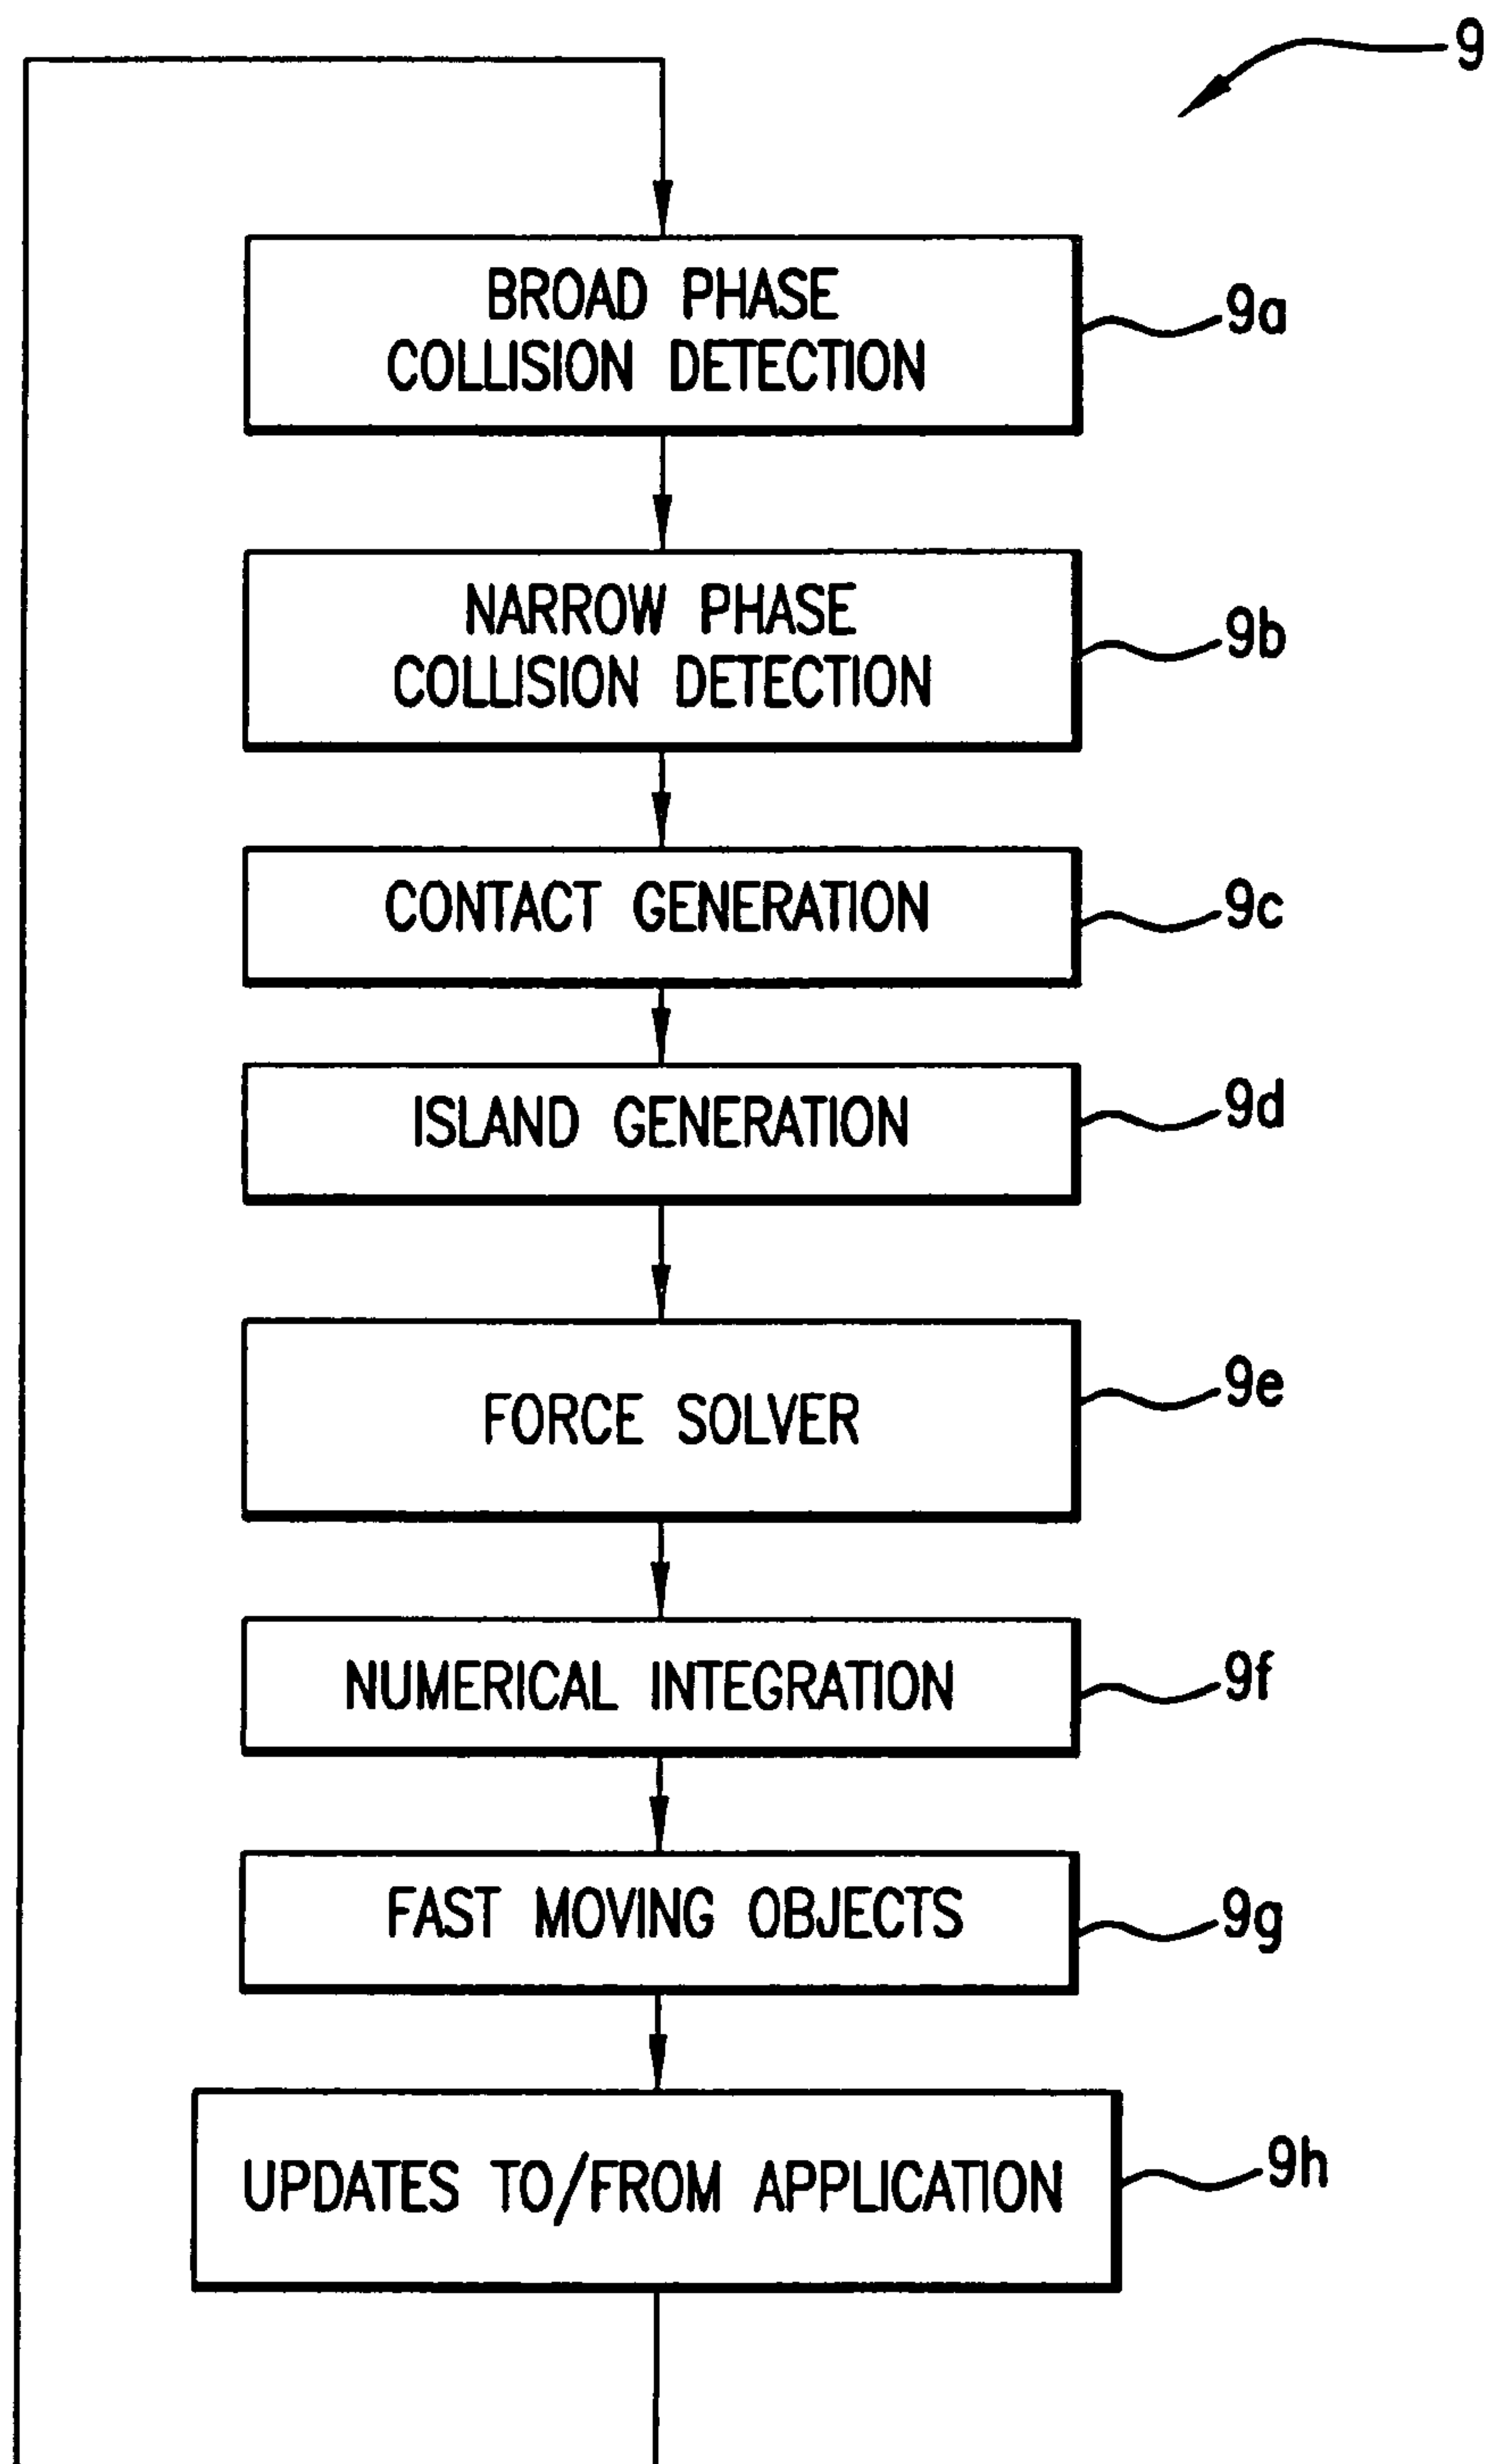 9
BROAD PHASE
COLLISION DETECTION
9a
NARROW PHASE
COLLISION DETECTION
9b
CONTACT GENERATION
9c
ISLAND GENERATION
9d
FORCE SOLVER
9e
NUMERICAL INTEGRATION
9f
FAST MOVING OBJECTS
9g
UPDATES TO/FROM APPLICATION
9h